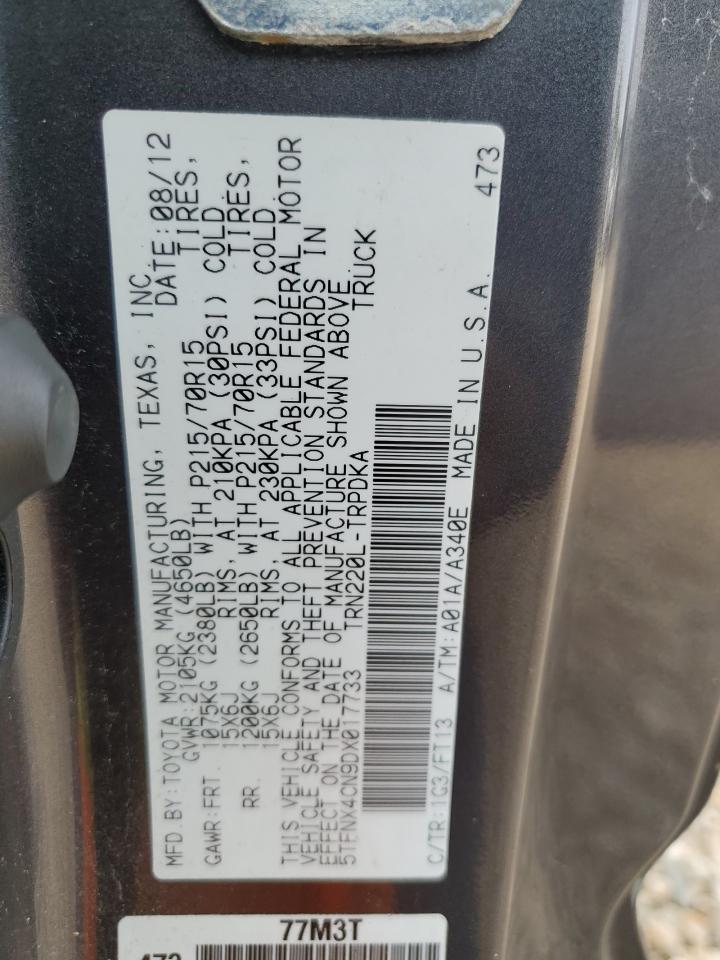 MFD BY:TOYOTA MOTOR MANUFACTURING, TEXAS, INC.
GVWR:2105KG (4650LB) DATE:08/12
GAWR:FRT. 1075KG (2380LB) WITH P215/70R15 TIRES,
15X6J RIMS, AT 210KPA (30PSI) COLD
RR. 1200KG (2650LB) WITH P215/70R15 TIRES,
15X6J RIMS, AT 230KPA (33PSI) COLD
THIS VEHICLE CONFORMS TO ALL APPLICABLE FEDERAL MOTOR
VEHICLE SAFETY AND THEFT PREVENTION STANDARDS IN
EFFECT ON THE DATE OF MANUFACTURE SHOWN ABOVE.
5TFNX4CN9DX017733 TRN220L-TRPDKA TRUCK
C/TR:1G3/FT13 A/TM:A01A/A340E MADE IN U.S.A. 473
77M3T
473